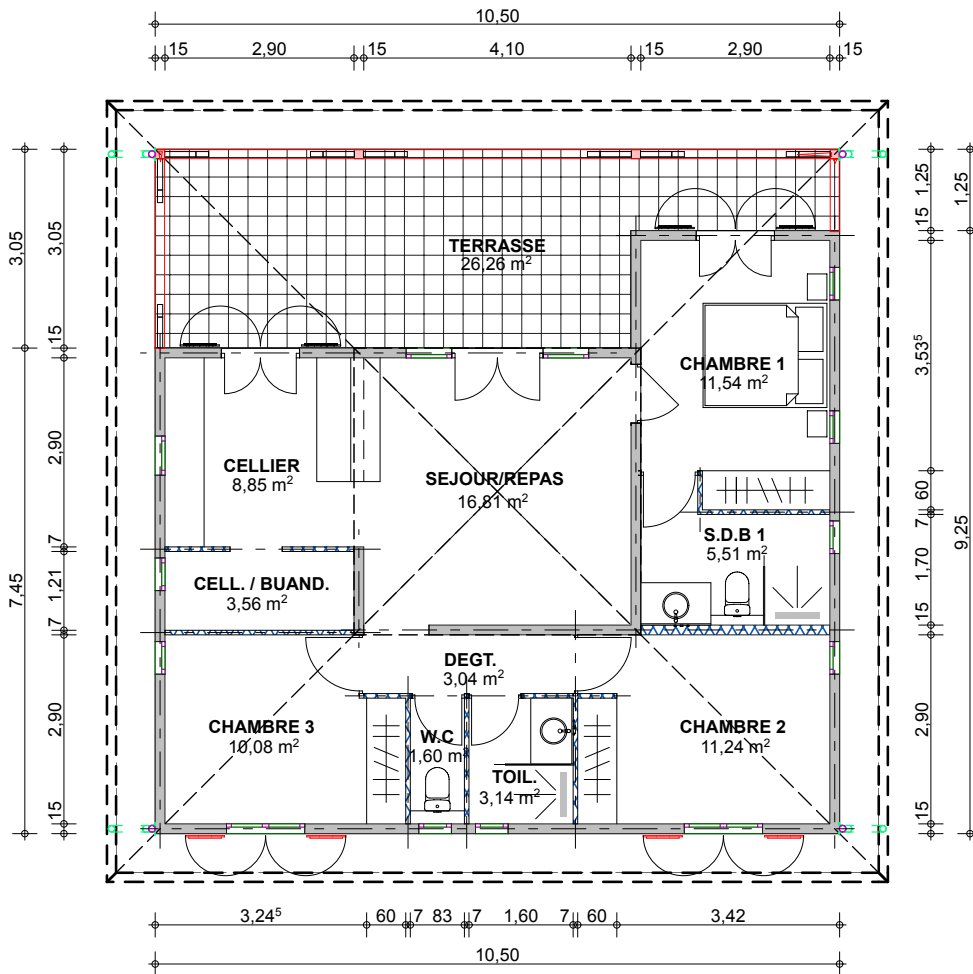 10,50
15 2,90 15 4,10 15 2,90 15
3,05
7,45
3,05
15
2,90
7
1,21
7
2,90
15
1,25
15
3,53⁵
60
7
1,70
15
2,90
15
1,25
9,25
TERRASSE
26,26 m²
CHAMBRE 1
11,54 m²
CELLIER
8,85 m²
SEJOUR/REPAS
16,81 m²
S.D.B 1
5,51 m²
CELL. / BUAND.
3,56 m²
DEGT.
3,04 m²
CHAMBRE 3
10,08 m²
W.C
1,60 m²
TOIL.
3,14 m²
CHAMBRE 2
11,24 m²
3,24⁵ 60 7 83 7 1,60 7 60 3,42
10,50